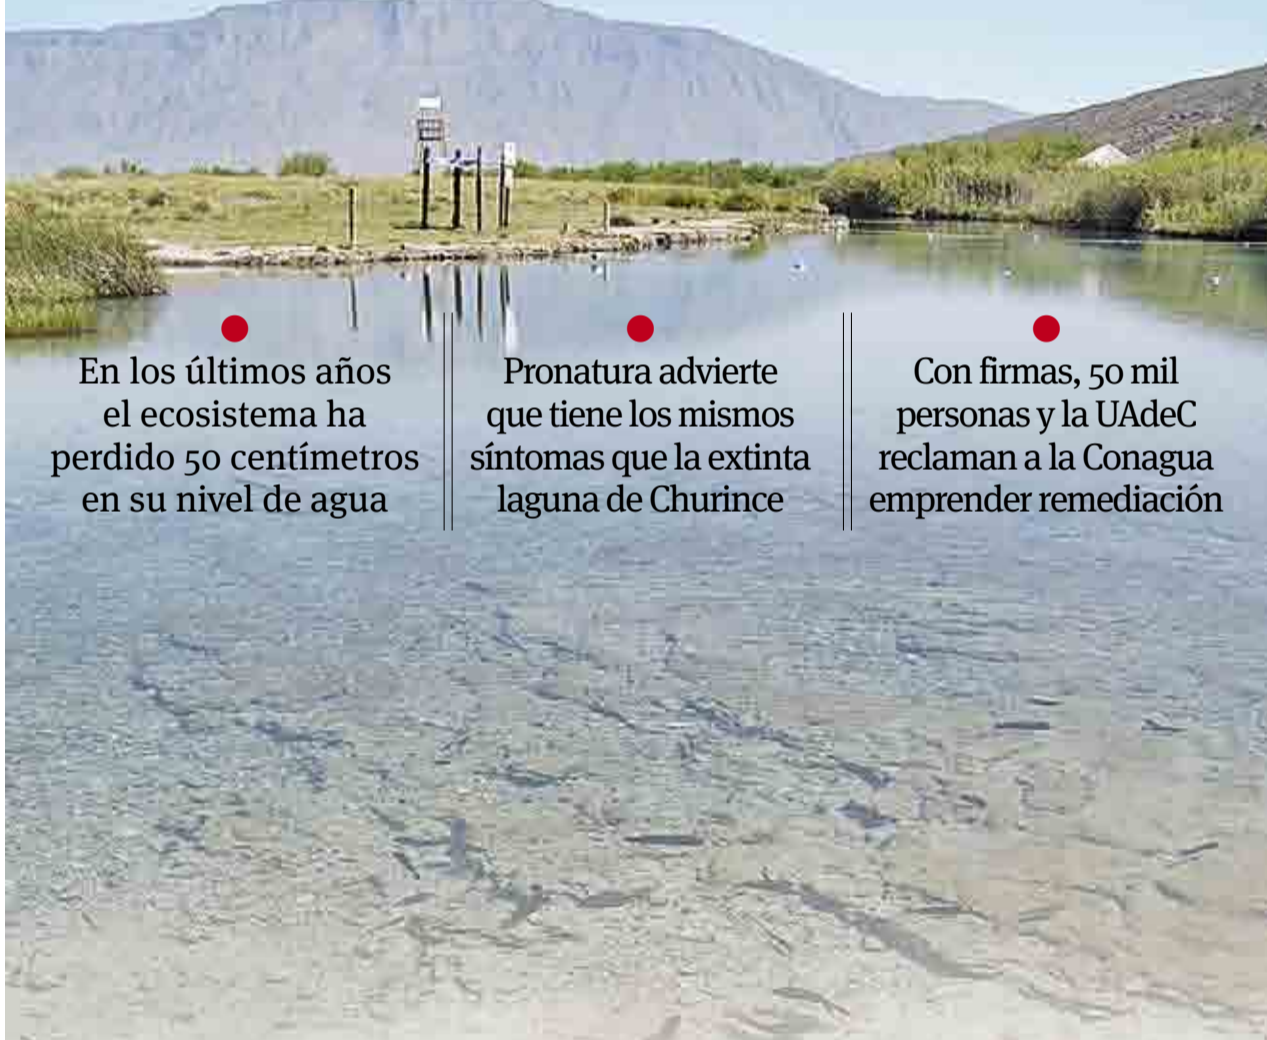 En los últimos años
el ecosistema ha
perdido 50 centímetros
en su nivel de agua
Pronatura advierte
que tiene los mismos
síntomas que la extinta
laguna de Churince
Con firmas, 50 mil
personas y la UAdeC
reclaman a la Conagua
emprender remediación